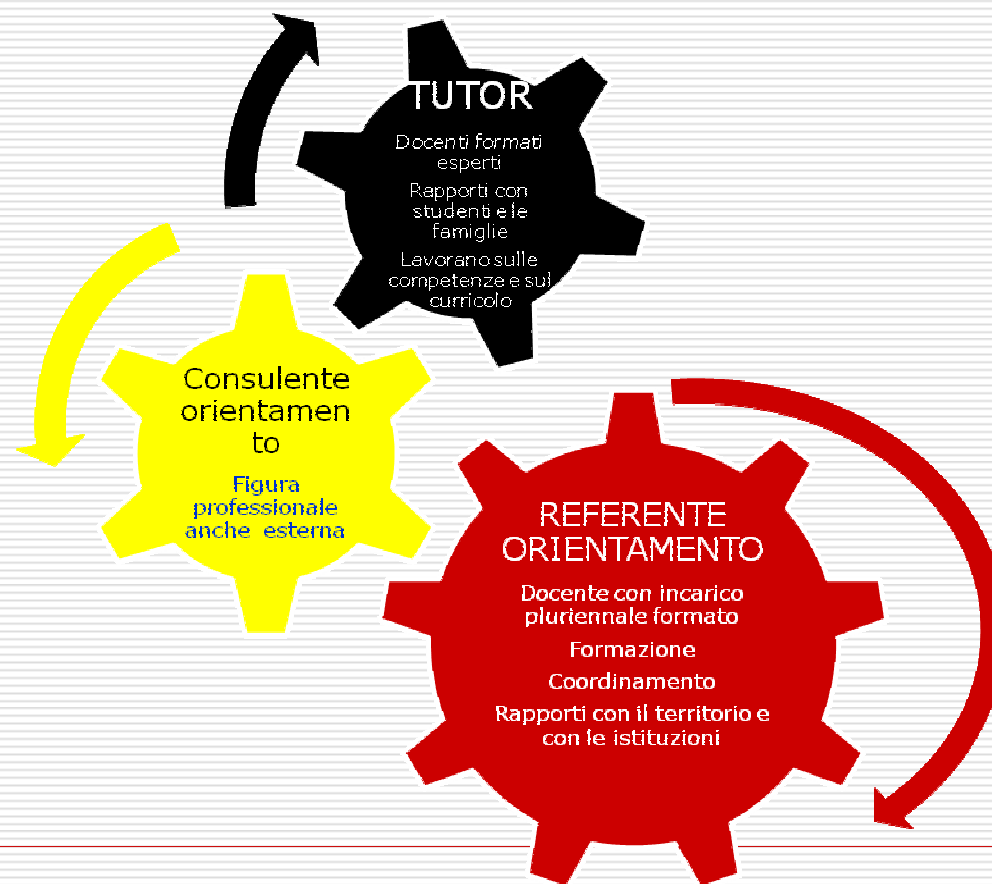 TUTOR
Docenti formati
esperti
Rapporti con
studenti e le
famiglie
Lavorano sulle
competenze e sul
curricolo
Consulente
orientamen
to
Figura
professionale
anche esterna
REFERENTE
ORIENTAMENTO
Docente con incarico
pluriennale formato
Formazione
Coordinamento
Rapporti con il territorio e
con le istituzioni